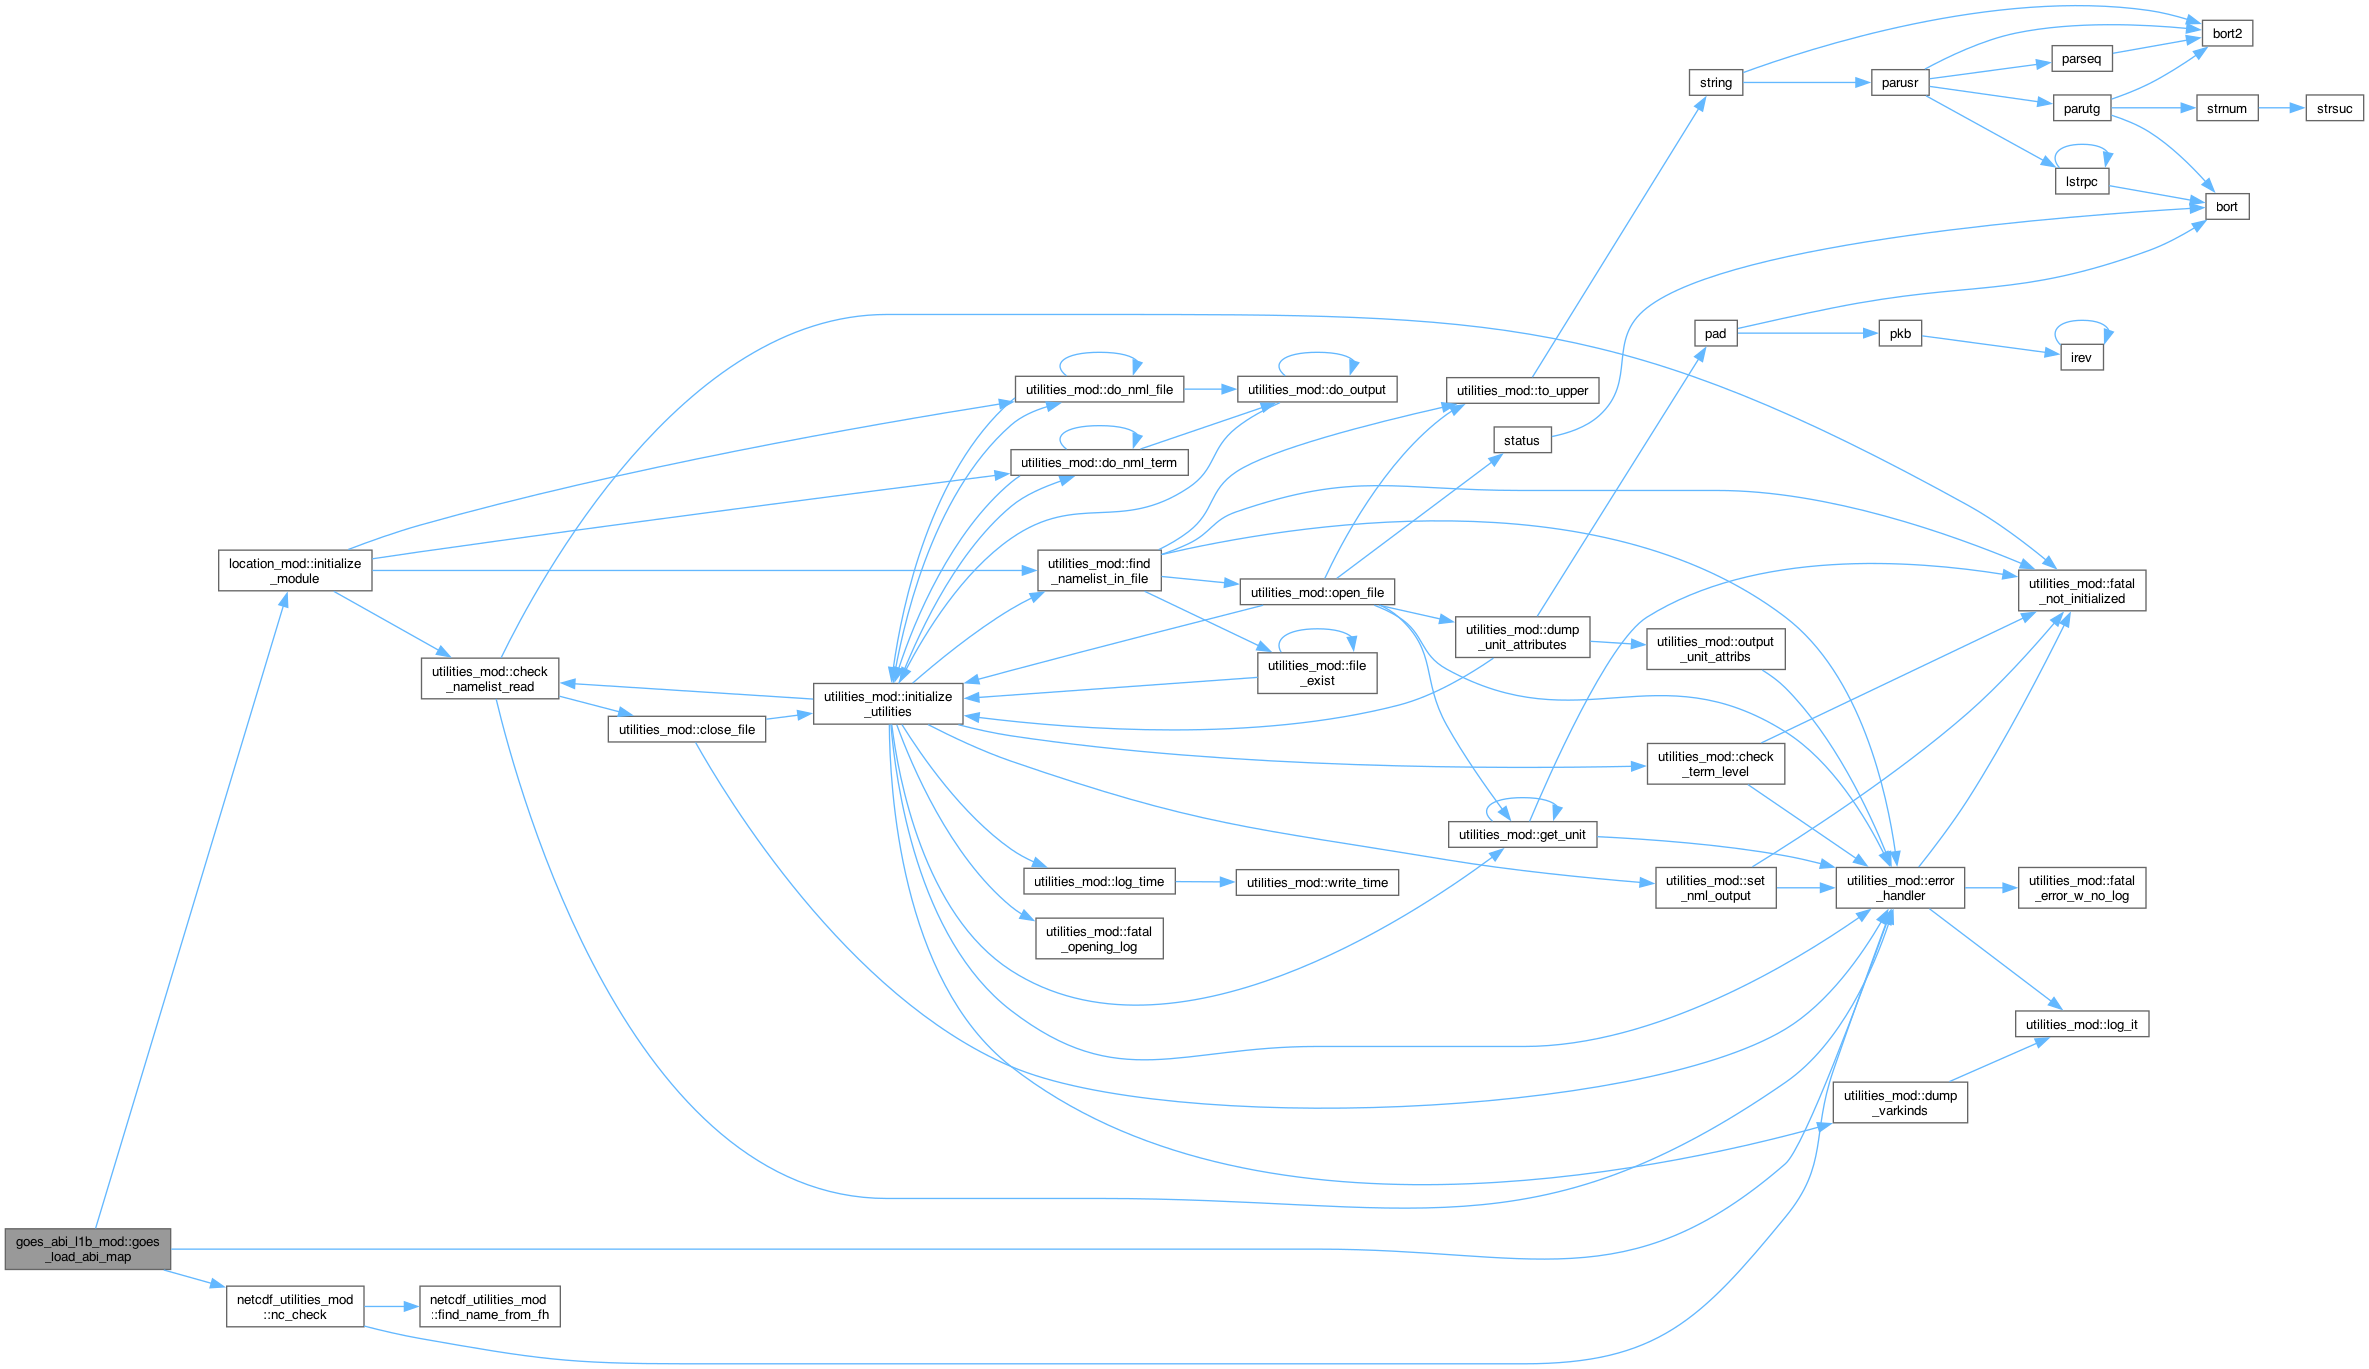 bort2
parseq
string
parusr
parutg
strnum
strsuc
lstrpc
bort
pad
pkb
irev
utilities_mod::do_nml_file
utilities_mod::do_output
utilities_mod::to_upper
status
utilities_mod::do_nml_term
location_mod::initialize
_module
utilities_mod::find
_namelist_in_file
utilities_mod::open_file
utilities_mod::fatal
_not_initialized
utilities_mod::dump
_unit_attributes
utilities_mod::output
_unit_attribs
utilities_mod::check
_namelist_read
utilities_mod::file
_exist
utilities_mod::initialize
_utilities
utilities_mod::close_file
utilities_mod::check
_term_level
utilities_mod::get_unit
utilities_mod::log_time
utilities_mod::write_time
utilities_mod::set
_nml_output
utilities_mod::error
_handler
utilities_mod::fatal
_error_w_no_log
utilities_mod::fatal
_opening_log
utilities_mod::log_it
utilities_mod::dump
_varkinds
goes_abi_l1b_mod::goes
_load_abi_map
netcdf_utilities_mod
::nc_check
netcdf_utilities_mod
::find_name_from_fh